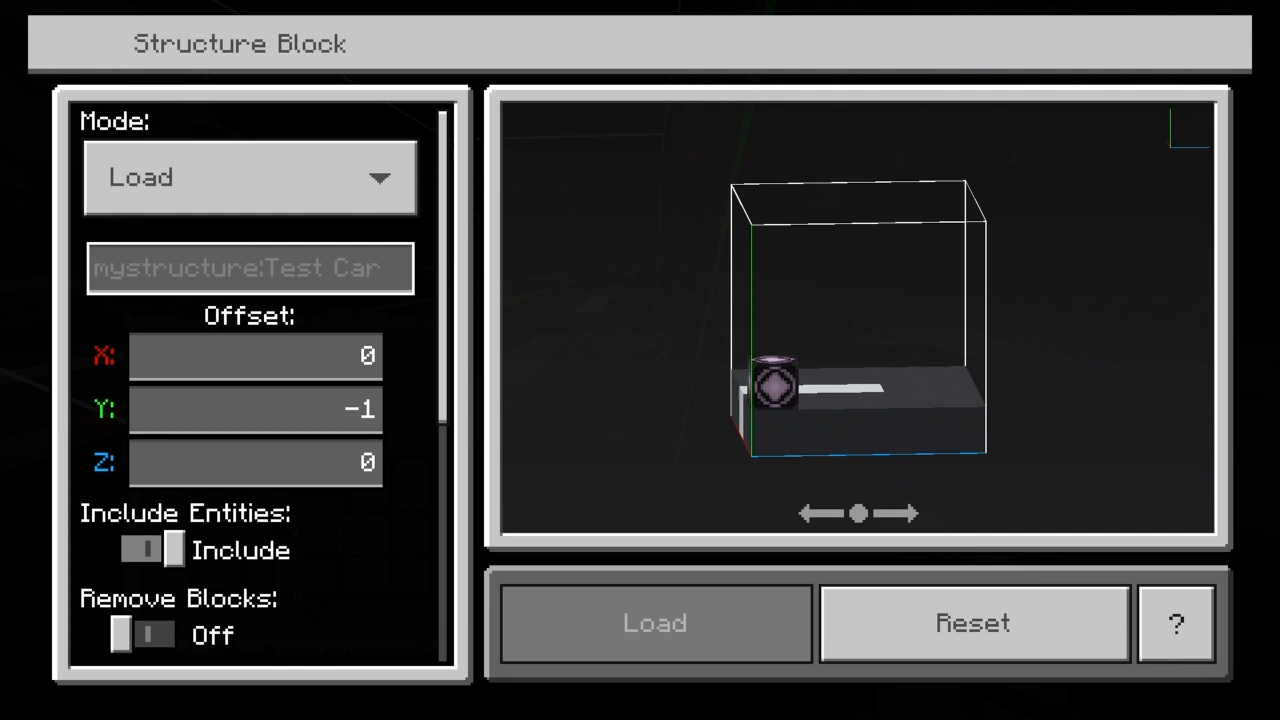 Structure Block
Mode:
Load
mystructure:Test Car
Offset:
X: 0
Y: -1
Z: 0
Include Entities:
Include
Remove Blocks:
Off
Load
Reset
?